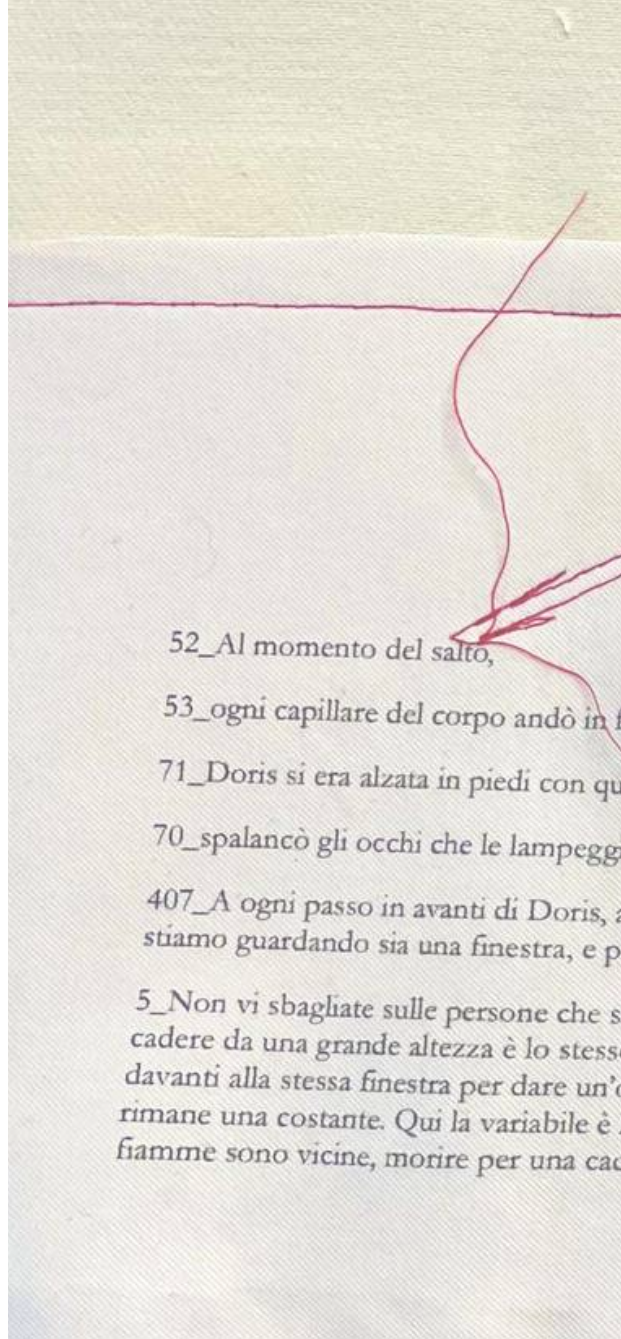 52_Al momento del salto,
53_ogni capillare del corpo andò in
71_Doris si era alzata in piedi con
70_spalancò gli occhi che le
407_A ogni passo in avanti di Doris,
stiamo guardando sia una finestra, e
5_Non vi sbagliate sulle persone che
cadere da una grande altezza è lo
davanti alla stessa finestra per dare
rimane una costante. Qui la variabile è
fiamme sono vicine, morire per una